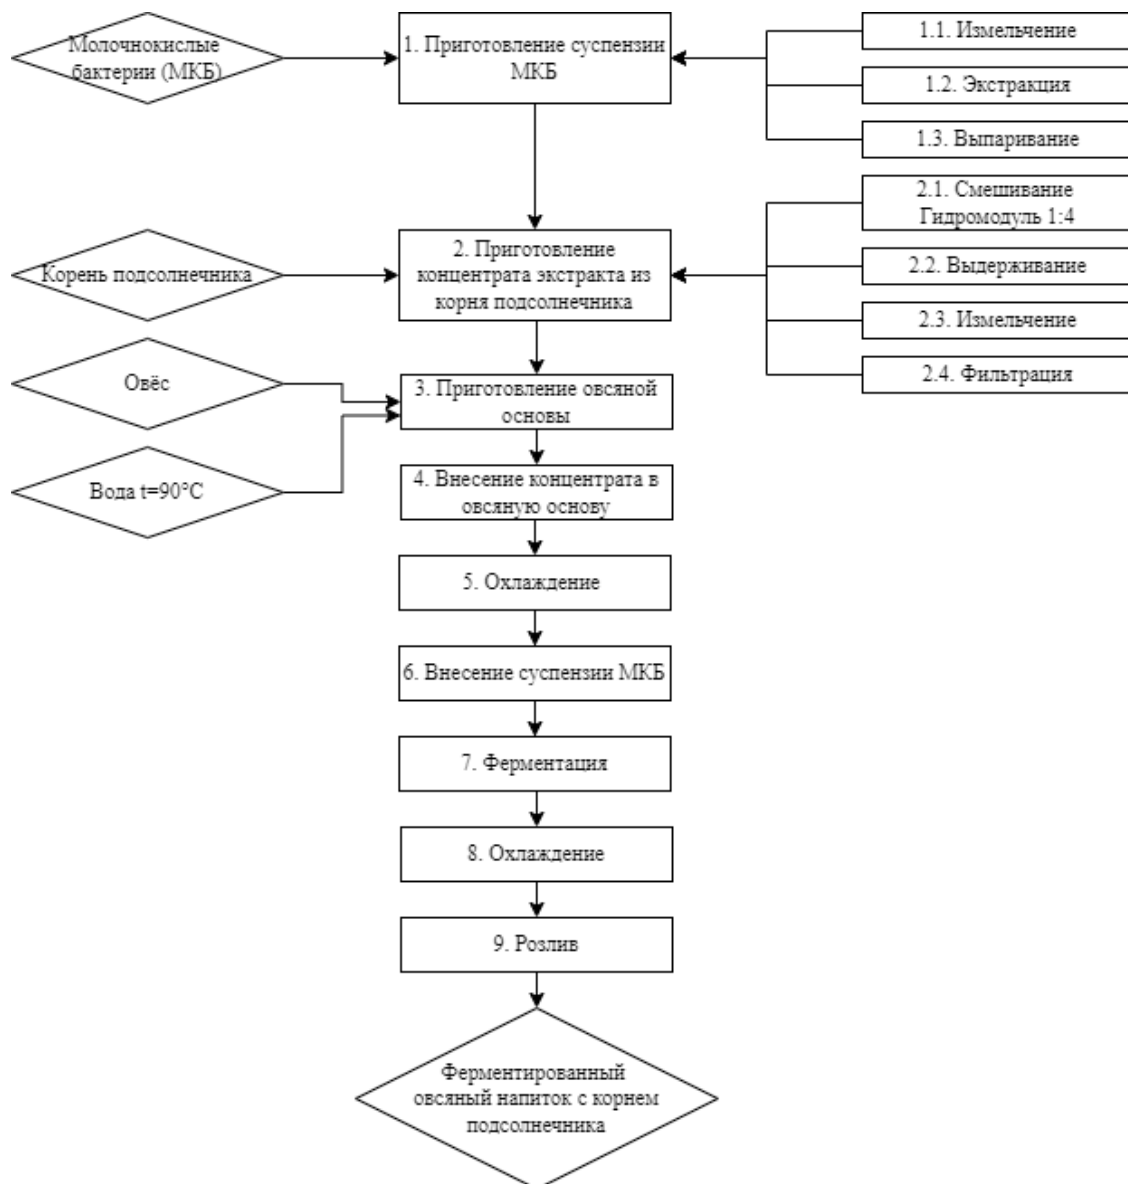 Молочнокислые
бактерии (МКБ)
1. Приготовление суспензии
МКБ
1.1. Измельчение
1.2. Экстракция
1.3. Выпаривание
Корень подсолнечника
2. Приготовление
концентрата экстракта из
корня подсолнечника
2.1. Смешивание
Гидромодуль 1:4
2.2. Выдерживание
2.3. Измельчение
2.4. Фильтрация
Овёс
Вода t=90°C
3. Приготовление овсяной
основы
4. Внесение концентрата в
овсяную основу
5. Охлаждение
6. Внесение суспензии МКБ
7. Ферментация
8. Охлаждение
9. Розлив
Ферментированный
овсяный напиток с корнем
подсолнечника